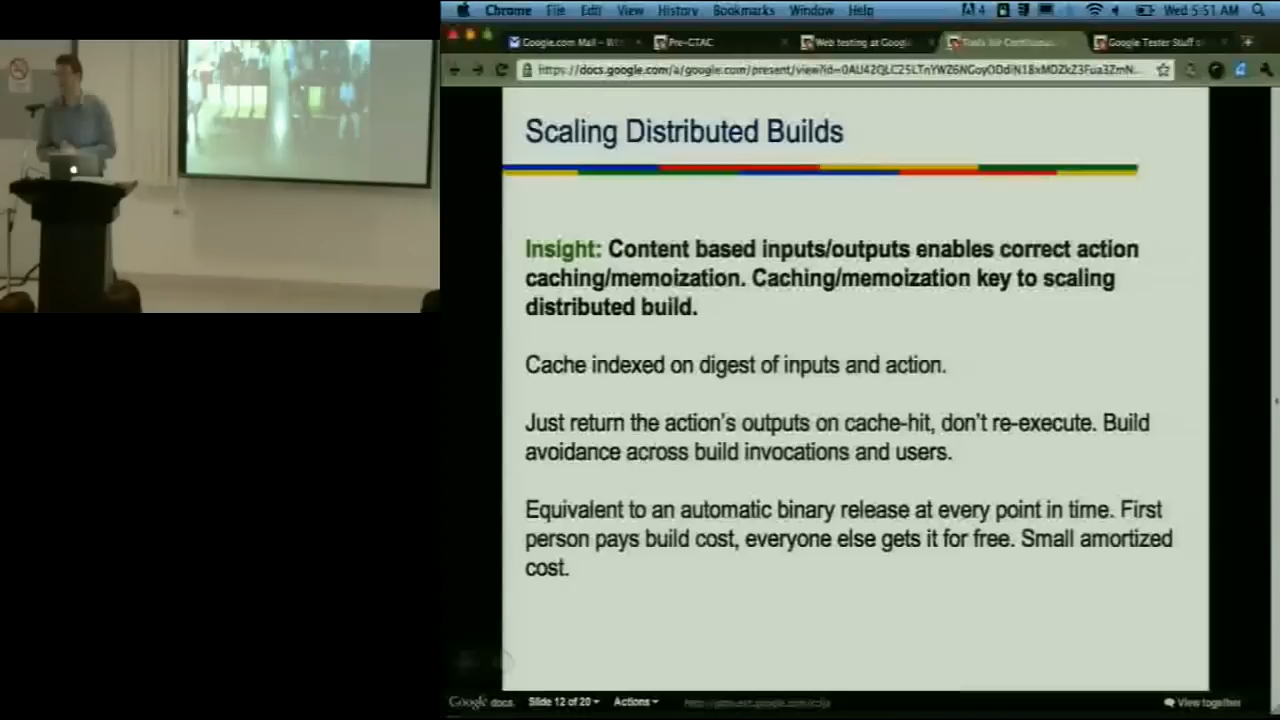 Chrome File Edit View History Bookmarks Window Help
4
Wed 5:51 AM
Google.com Mail
Pre-GTAC
Web testing at Google
Google Tester Stuff
Scaling Distributed Builds
Insight: Content based inputs/outputs enables correct action
caching/memoization. Caching/memoization key to scaling
distributed build.
Cache indexed on digest of inputs and action.
Just return the action's outputs on cache-hit, don't re-execute. Build
avoidance across build invocations and users.
Equivalent to an automatic binary release at every point in time. First
person pays build cost, everyone else gets it for free. Small amortized
cost.
Google docs Slide 12 of 20 Actions
View together